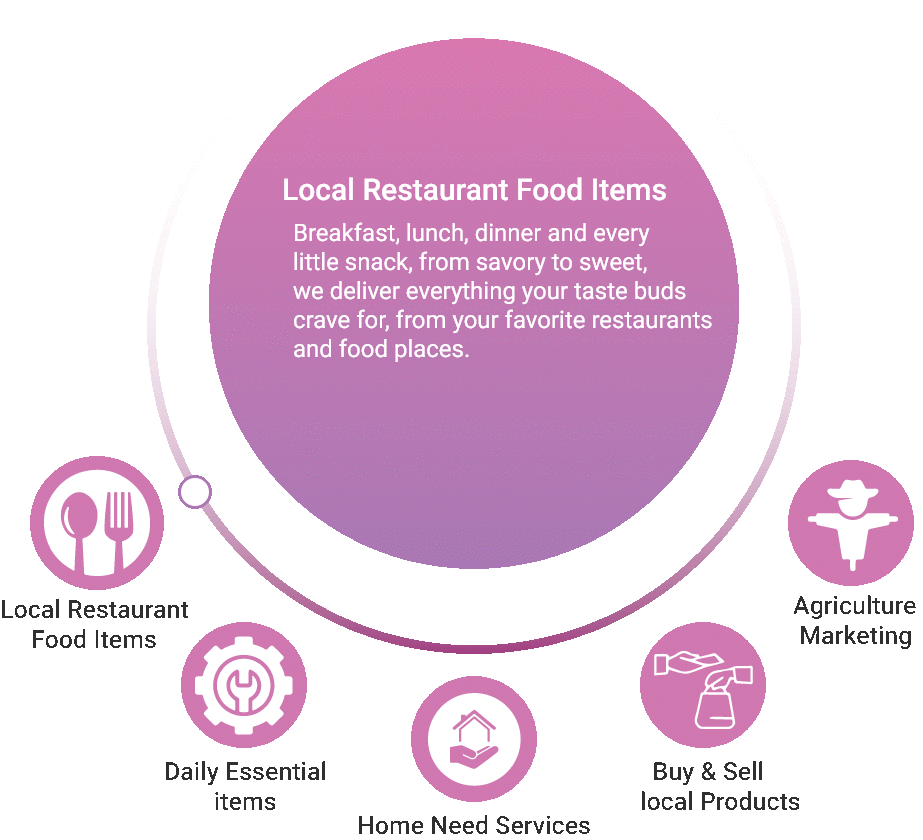 Local Restaurant Food Items
Breakfast, lunch, dinner and every
little snack, from savory to sweet,
we deliver everything your taste buds
crave for, from your favorite restaurants
and food places.
Local Restaurant
Food Items
Daily Essential
items
Home Need Services
Buy & Sell
local Products
Agriculture
Marketing